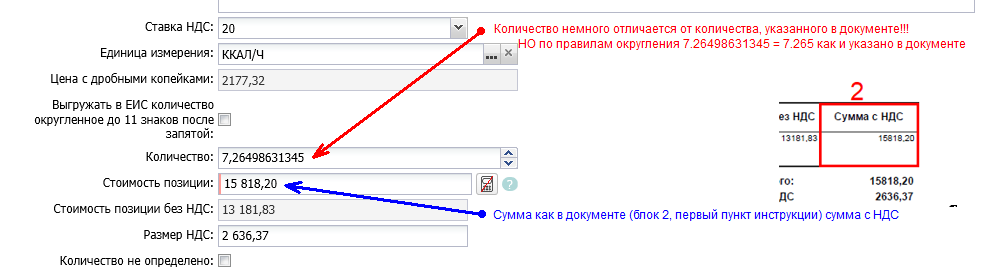 Ставка НДС: 20
Количество немного отличается от количества, указанного в документе!!!
НО по правилам округления 7.26498631345 = 7.265 как и указано в документе
Единица измерения: ККАЛ/Ч
Цена с дробными копейками: 2177,32
Выгружать в ЕИС количество
округленное до 11 знаков после
запятой:
Количество: 7,26498631345
Стоимость позиции: 15 818,20
Сумма как в документе (блок 2, первый пункт инструкции) сумма с НДС
Стоимость позиции без НДС: 13 181,83
Размер НДС: 2 636,37
Количество не определено:
2
ез НДС Сумма с НДС
13181,83 15818,20
го: 15818,20
ДС 2636,37